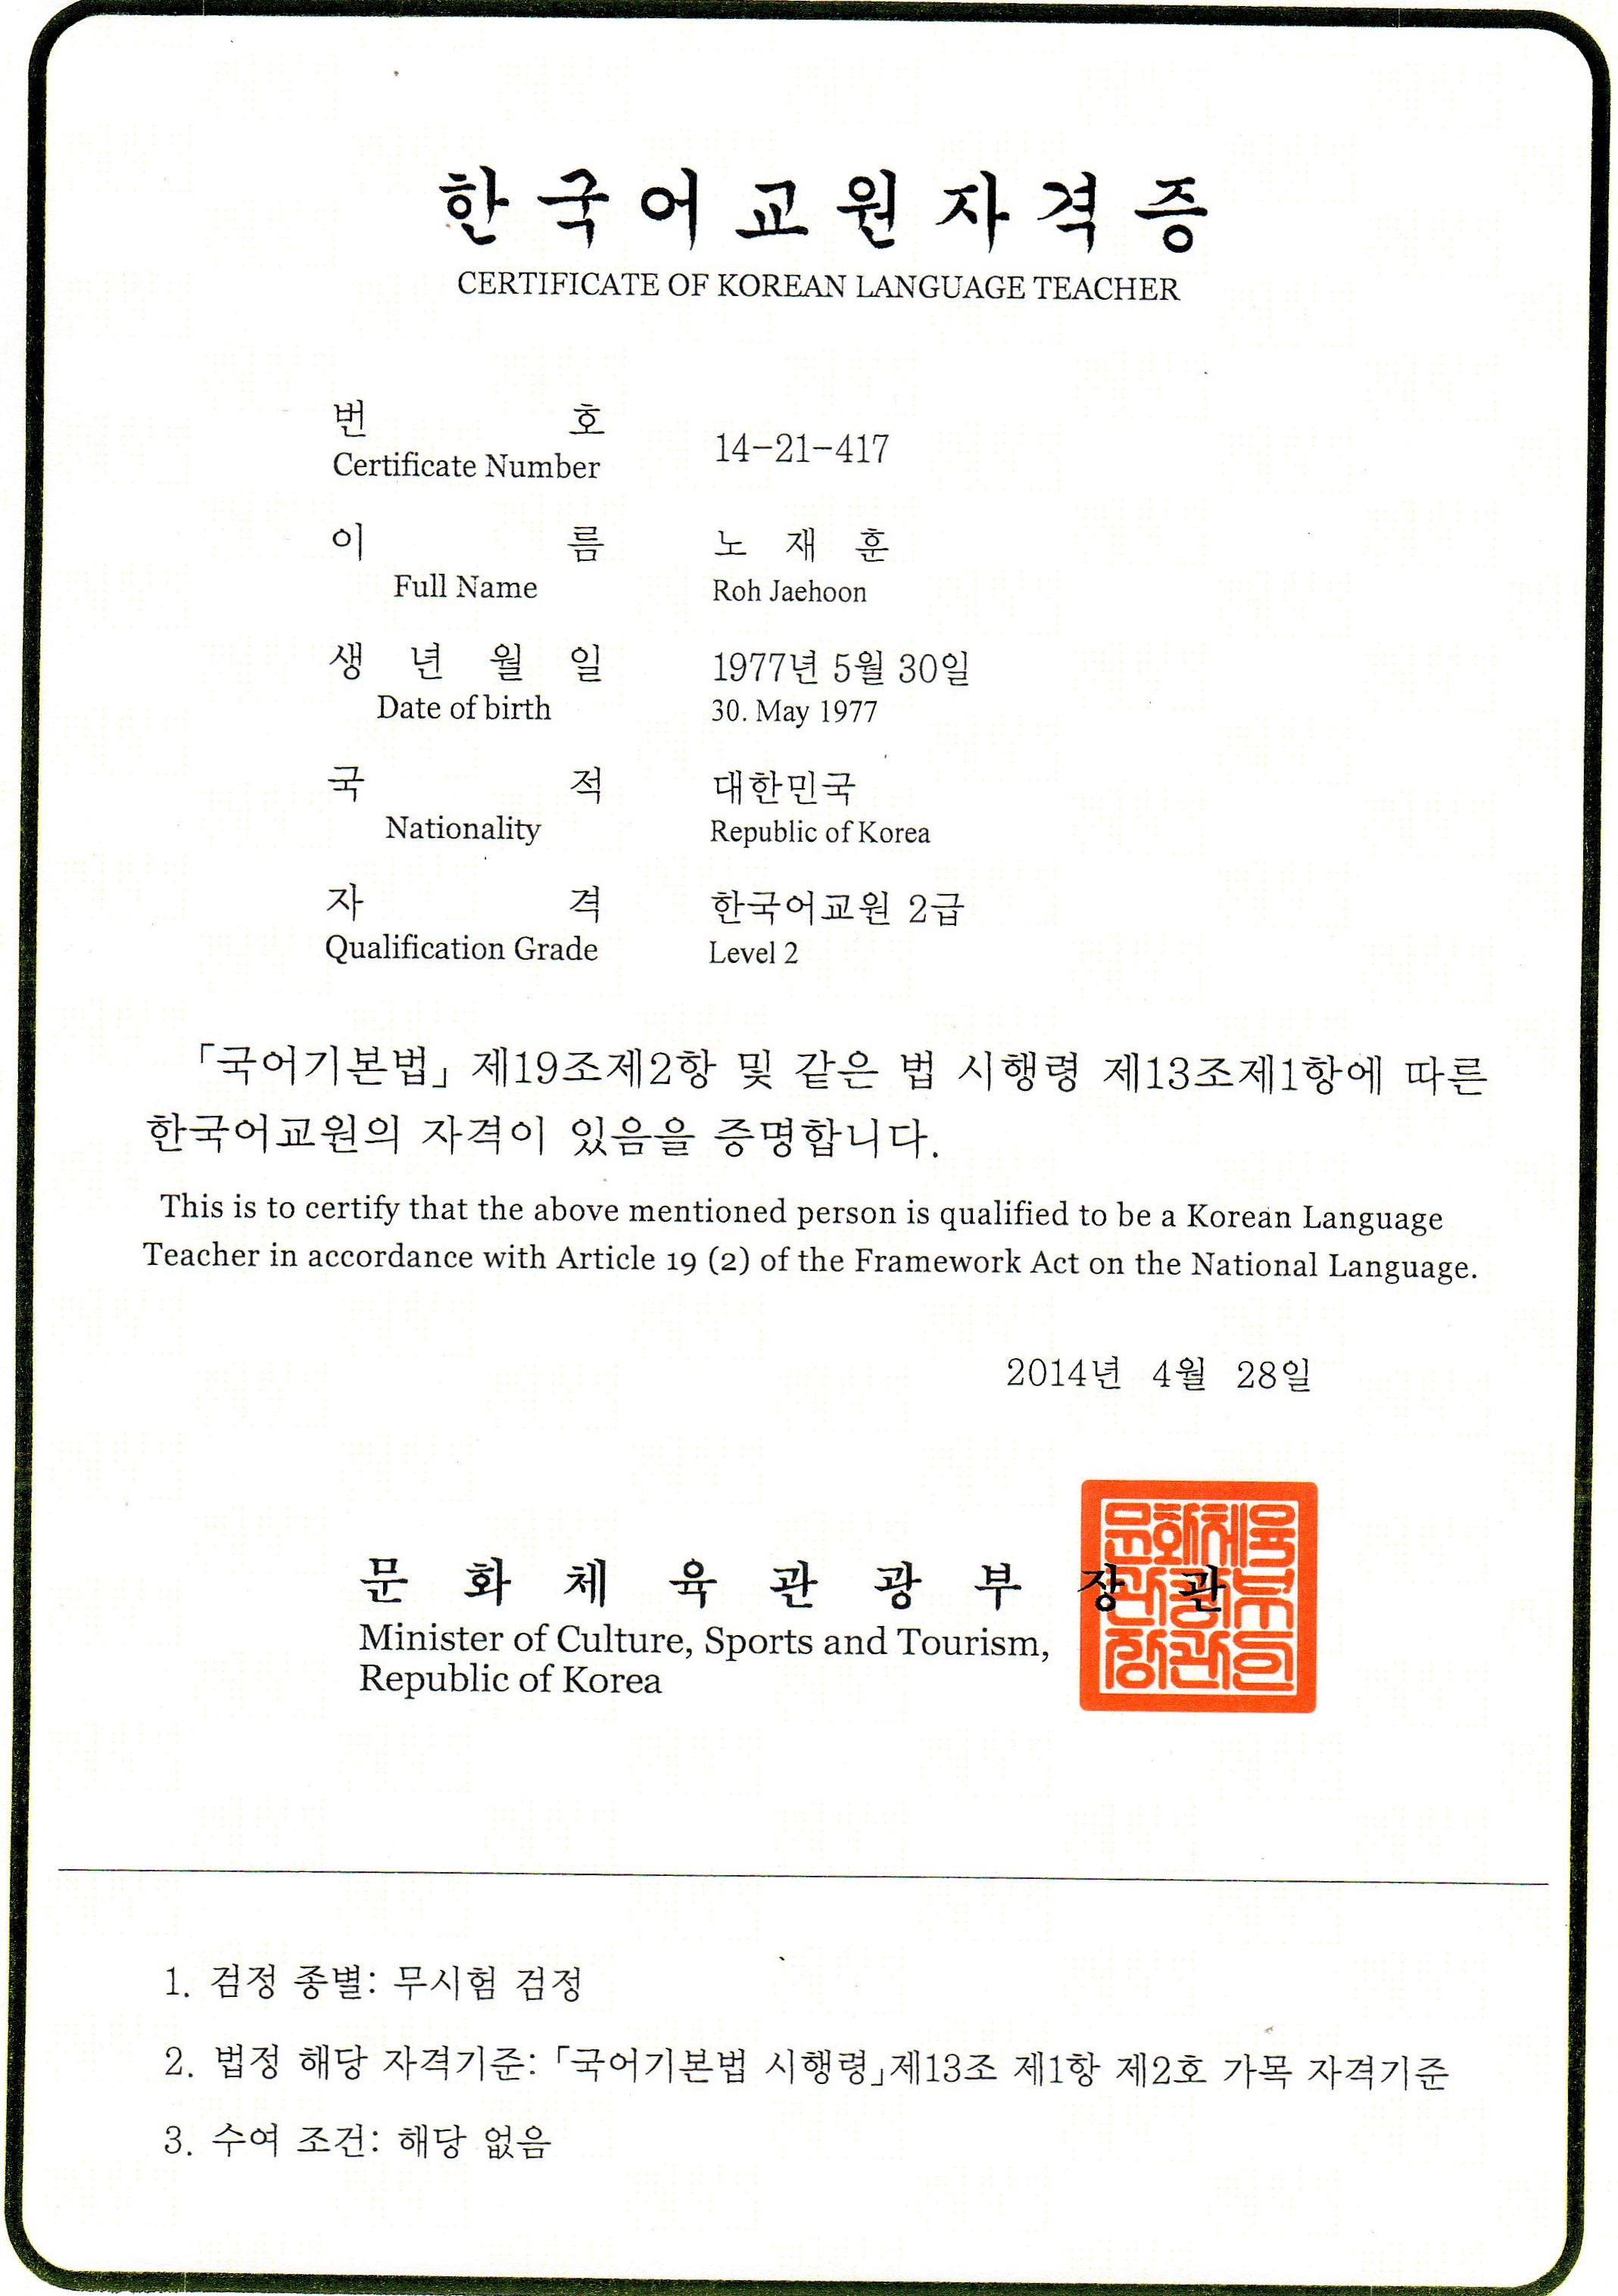 한국어교원자격증
CERTIFICATE OF KOREAN LANGUAGE TEACHER
번 호
Certificate Number
14-21-417
이 름
Full Name
노 재 훈
Roh Jaehoon
생 년 월 일
Date of birth
1977년 5월 30일
30. May 1977
국 적
Nationality
대한민국
Republic of Korea
자 격
Qualification Grade
한국어교원 2급
Level 2
「국어기본법」 제19조제2항 및 같은 법 시행령 제13조제1항에 따른
한국어교원의 자격이 있음을 증명합니다.
This is to certify that the above mentioned person is qualified to be a Korean Language
Teacher in accordance with Article 19 (2) of the Framework Act on the National Language.
2014년 4월 28일
문 화 체 육 관 광 부 장 관
Minister of Culture, Sports and Tourism,
Republic of Korea
문화체육
관광부
장관인
1. 검정 종별: 무시험 검정
2. 법정 해당 자격기준: 「국어기본법 시행령」제13조 제1항 제2호 가목 자격기준
3. 수여 조건: 해당 없음